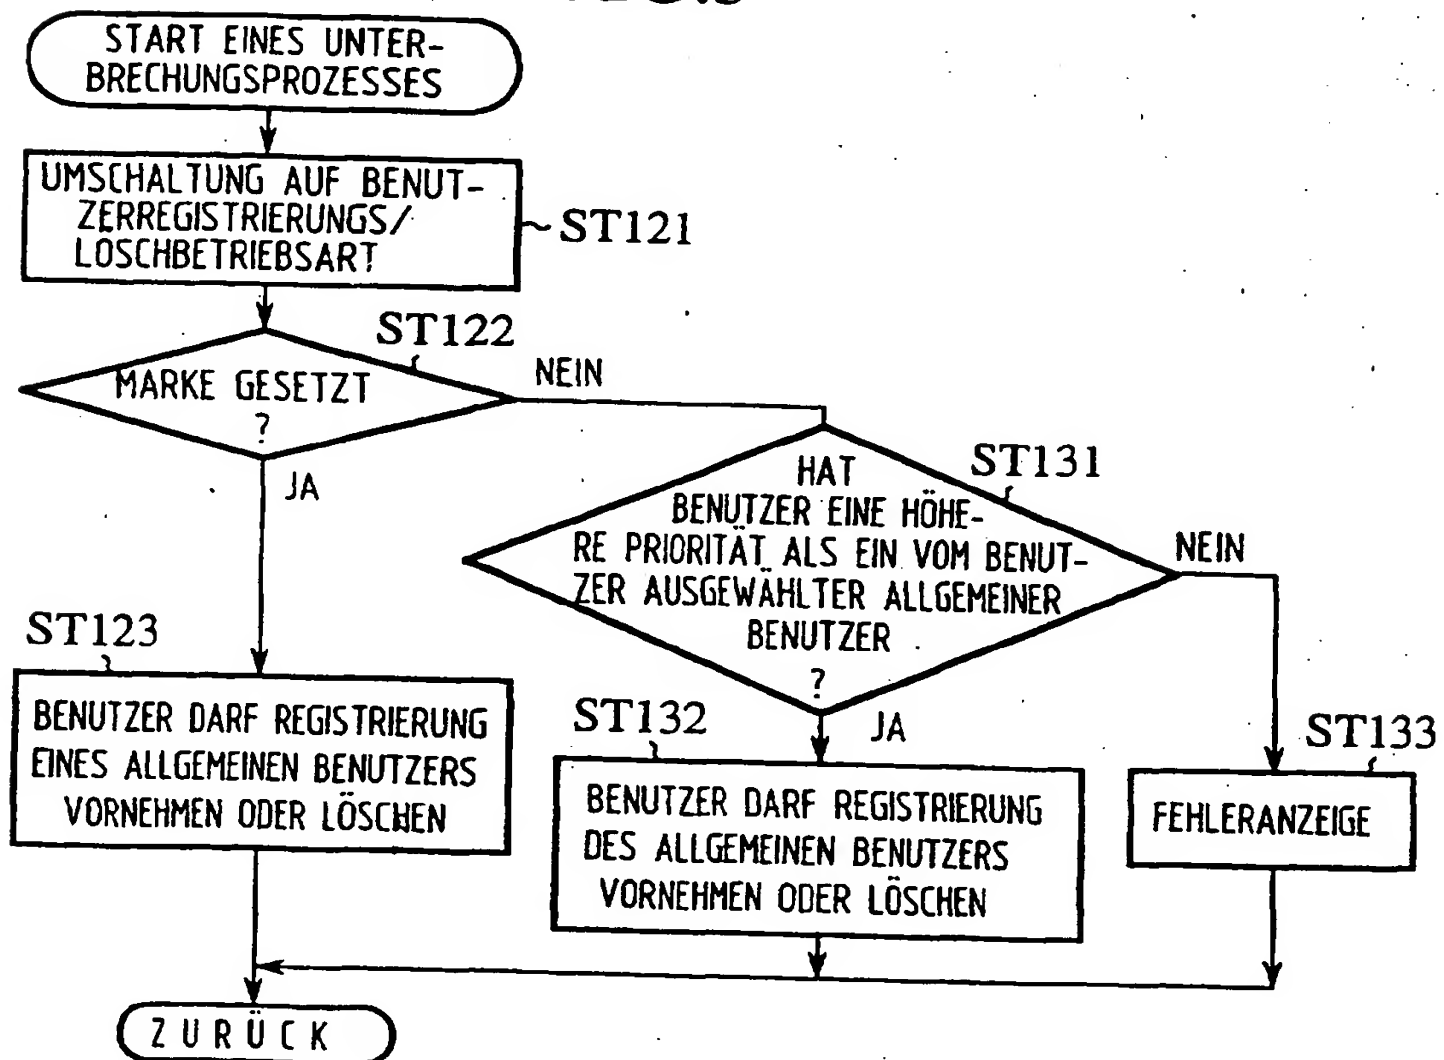 START EINES UNTER-
BRECHUNGSPROZESSES
UMSCHALTUNG AUF BENUT-
ZERREGISTRIERUNGS/
LÖSCHBETRIEBSART
ST121
ST122
MARKE GESETZT
?
NEIN
JA
ST131
HAT
BENUTZER EINE HÖHE-
RE PRIORITÄT ALS EIN VOM BENUT-
ZER AUSGEWÄHLTER ALLGEMEINER
BENUTZER
?
NEIN
JA
ST123
BENUTZER DARF REGISTRIERUNG
EINES ALLGEMEINEN BENUTZERS
VORNEHMEN ODER LÖSCHEN
ST132
BENUTZER DARF REGISTRIERUNG
DES ALLGEMEINEN BENUTZERS
VORNEHMEN ODER LÖSCHEN
ST133
FEHLERANZEIGE
ZURÜCK